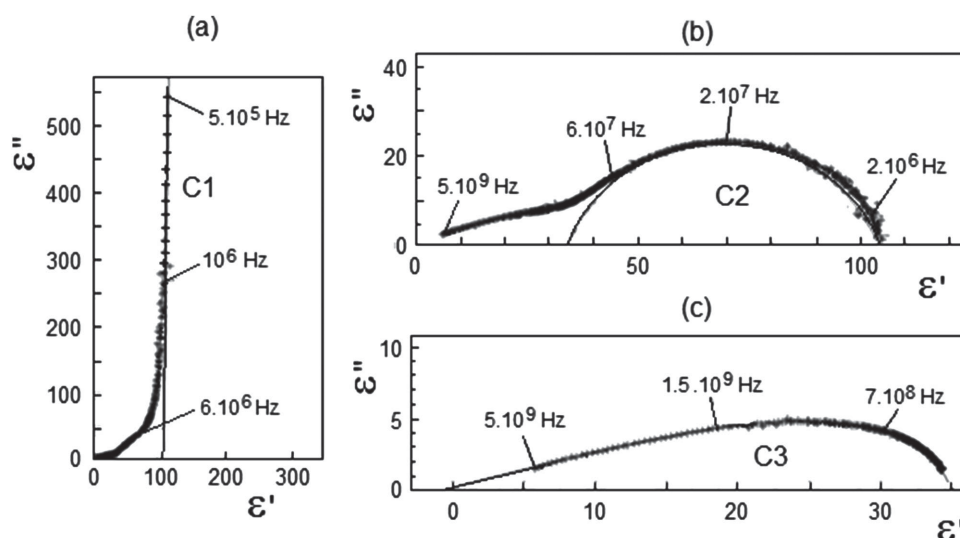 (a)
500
400
300
200
100
0
ε"
5.10⁵ Hz
C1
10⁶ Hz
6.10⁶ Hz
0 100 200 300
ε'
(b)
40
20
0
ε"
5.10⁹ Hz
6.10⁷ Hz
2.10⁷ Hz
2.10⁶ Hz
C2
0 50 100
ε'
(c)
10
5
0
ε"
5.10⁹ Hz
1.5.10⁹ Hz
7.10⁸ Hz
C3
0 10 20 30
ε'